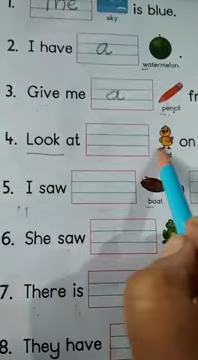 1. The sky is blue.
2. I have a watermelon.
3. Give me a pencil
4. Look at on
5. I saw boat
6. She saw
7. There is
8. They have